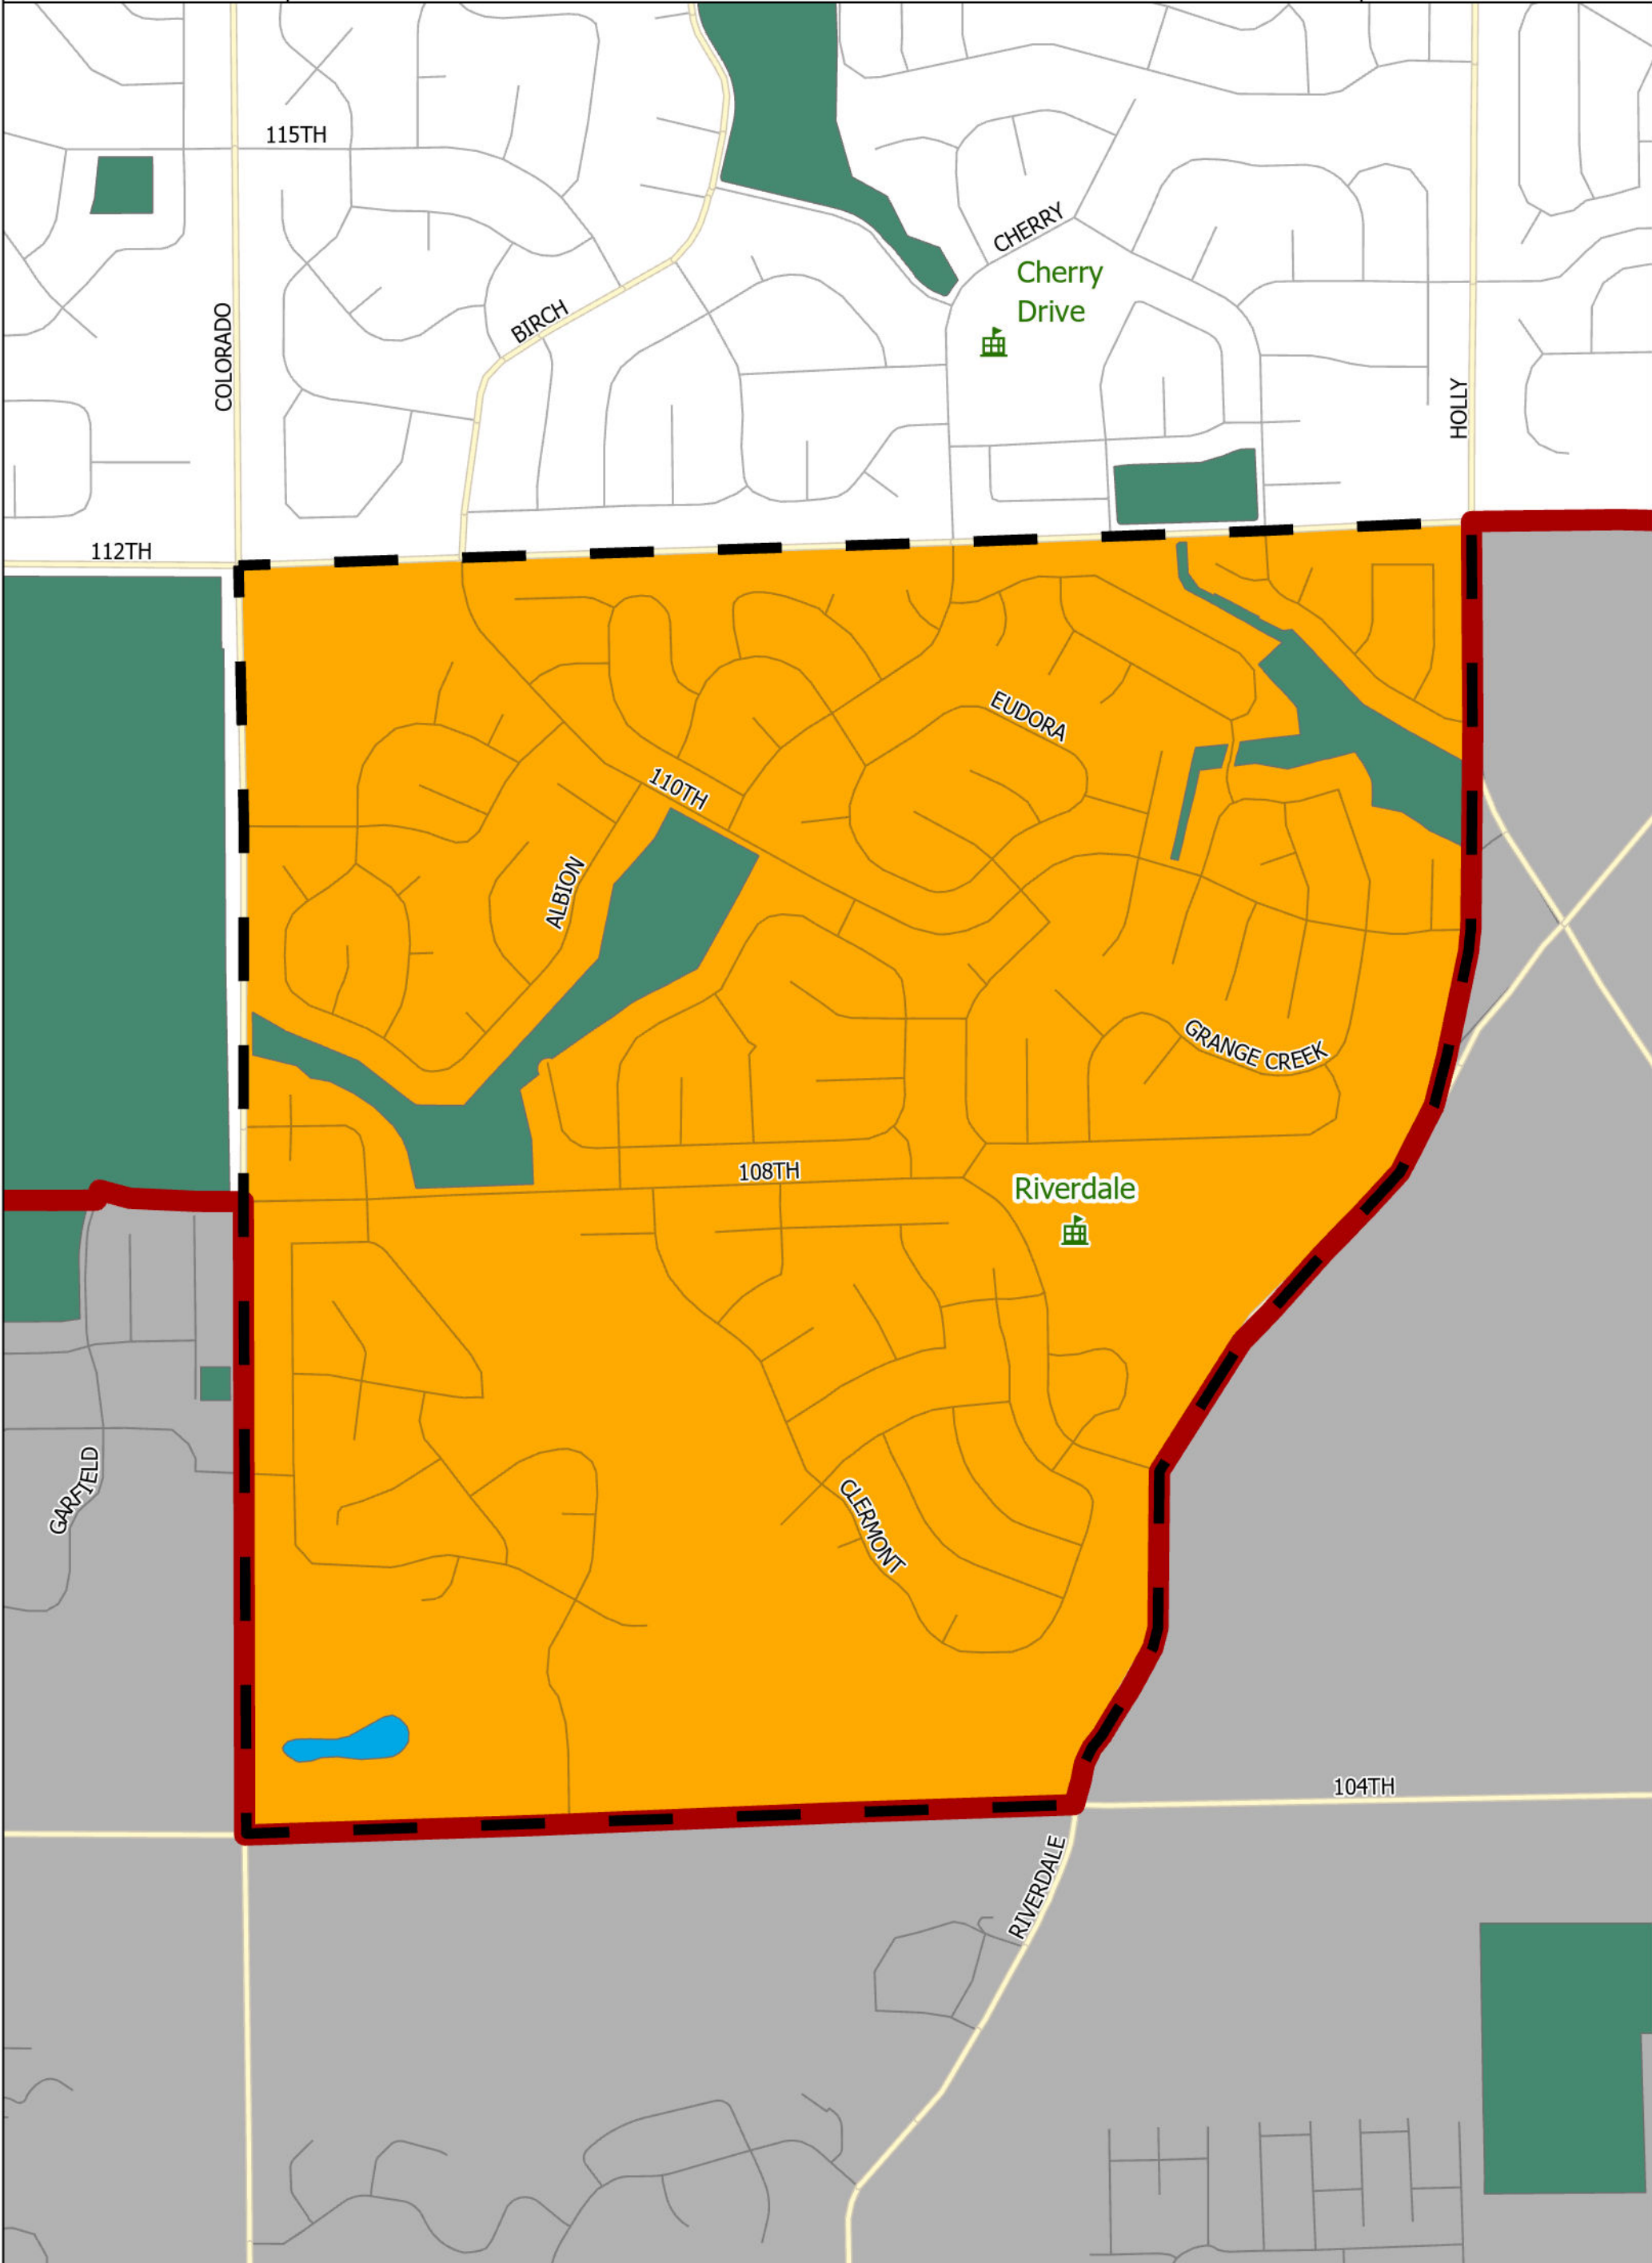 115TH
CHERRY
Cherry
Drive
BIRCH
COLORADO
HOLLY
112TH
EUDORA
110TH
ALBION
GRANGE CREEK
108TH
Riverdale
GARFIELD
CLERMONT
104TH
RIVERDALE